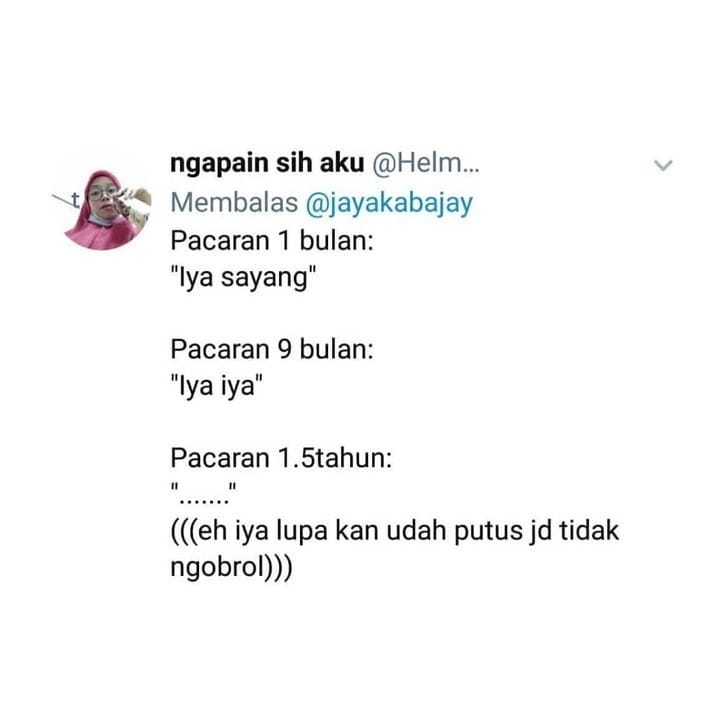 ngapain sih aku @Helm...
Membalas @jayakabajay
Pacaran 1 bulan:
"Iya sayang"
Pacaran 9 bulan:
"Iya iya"
Pacaran 1.5tahun:
"......."
(((eh iya lupa kan udah putus jd tidak
ngobrol)))